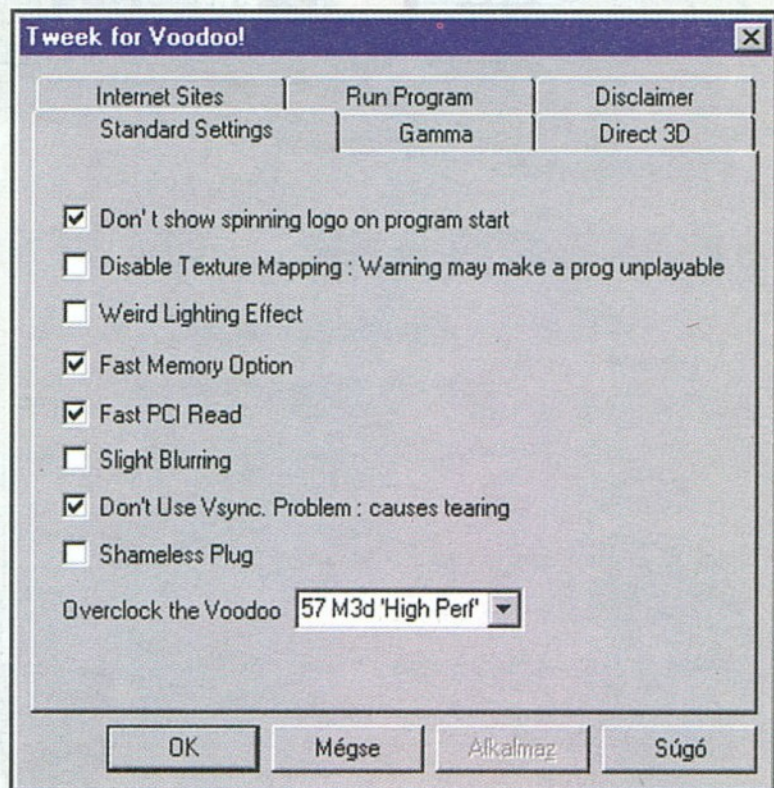 Tweek for Voodoo!
Internet Sites
Run Program
Disclaimer
Standard Settings
Gamma
Direct 3D
Don't show spinning logo on program start
Disable Texture Mapping : Warning may make a prog unplayable
Weird Lighting Effect
Fast Memory Option
Fast PCI Read
Slight Blurring
Don't Use Vsync. Problem : causes tearing
Shameless Plug
Overclock the Voodoo 57 M3d 'High Perf'
OK
Mégse
Alkalmaz
Súgó